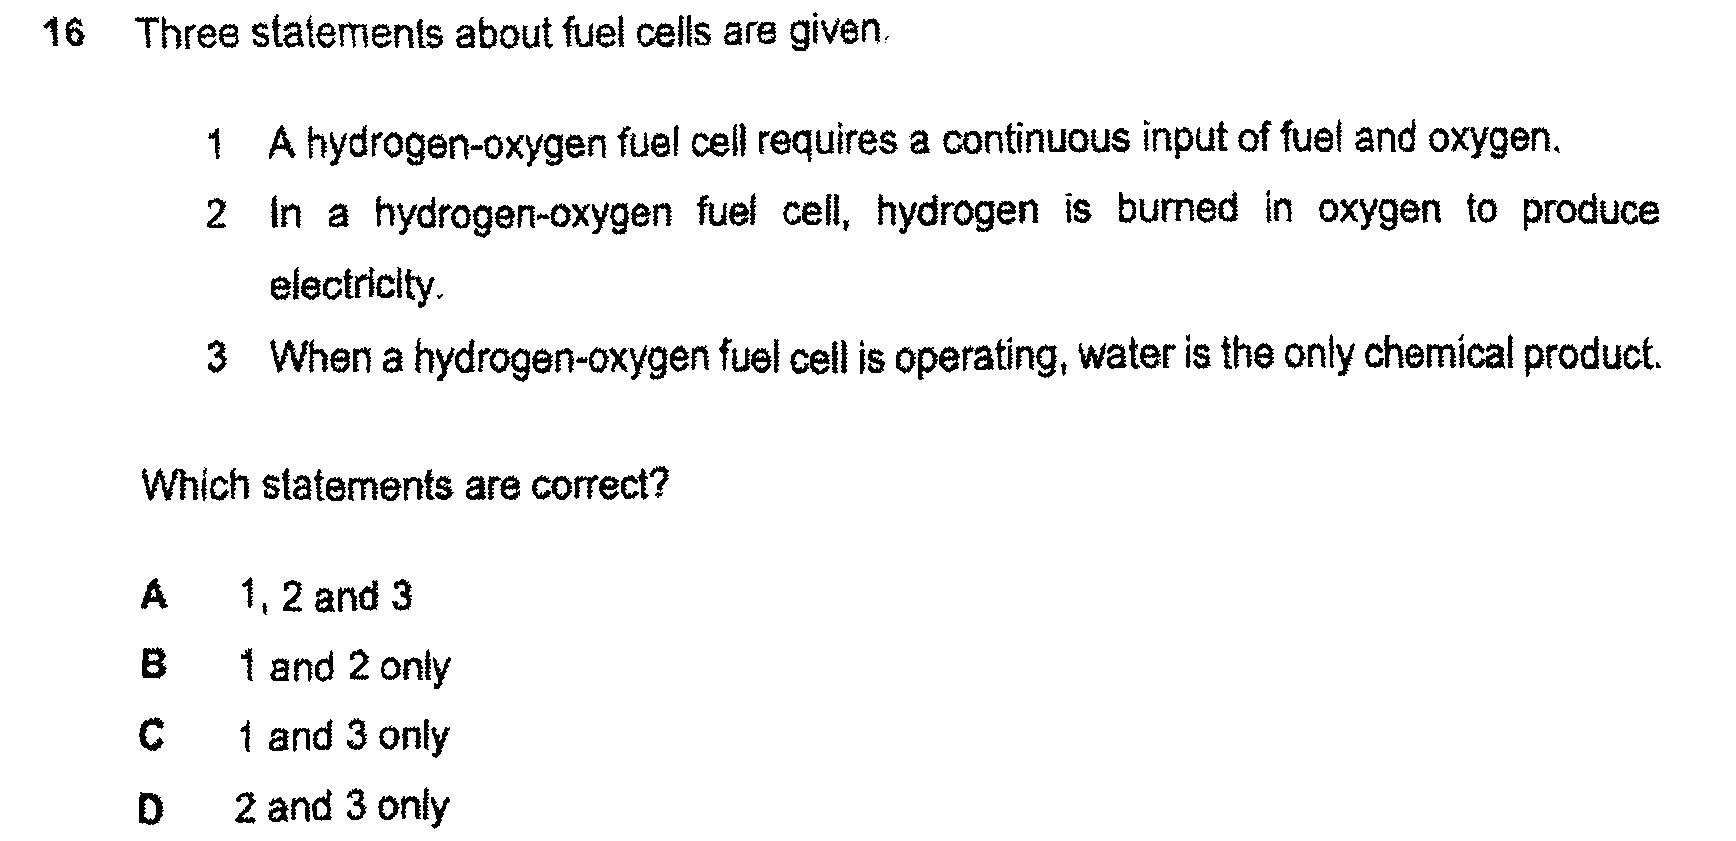 16 Three statements about fuel cells are given.
1 A hydrogen-oxygen fuel cell requires a continuous input of fuel and oxygen.
2 In a hydrogen-oxygen fuel cell, hydrogen is burned in oxygen to produce
electricity.
3 When a hydrogen-oxygen fuel cell is operating, water is the only chemical product.
Which statements are correct?
A 1, 2 and 3
B 1 and 2 only
C 1 and 3 only
D 2 and 3 only